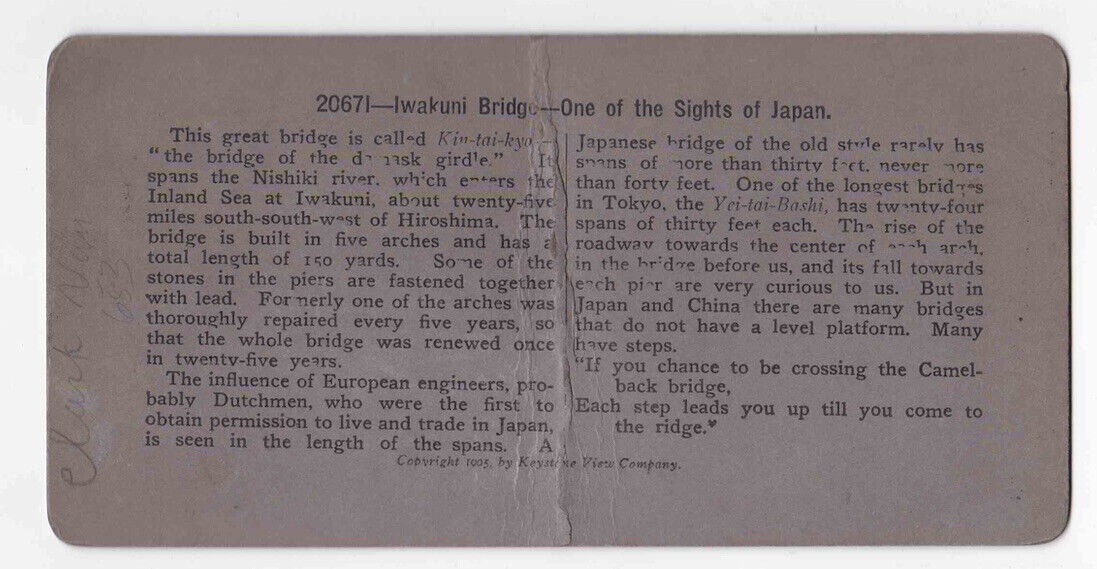 20671—Iwakuni Bridge—One of the Sights of Japan.
This great bridge is called Kin-tai-kyo,—
"the bridge of the damask girdle." It
spans the Nishiki river, which enters the
Inland Sea at Iwakuni, about twenty-five
miles south-south-west of Hiroshima. The
bridge is built in five arches and has a
total length of 150 yards. Some of the
stones in the piers are fastened together
with lead. Formerly one of the arches was
thoroughly repaired every five years, so
that the whole bridge was renewed once
in twenty-five years.
The influence of European engineers, pro-
bably Dutchmen, who were the first to
obtain permission to live and trade in Japan,
is seen in the length of the spans. A
Japanese bridge of the old style rarely has
spans of more than thirty feet, never more
than forty feet. One of the longest bridges
in Tokyo, the Yei-tai-Bashi, has twenty-four
spans of thirty feet each. The rise of the
roadway towards the center of each arch,
in the bridge before us, and its fall towards
each pier are very curious to us. But in
Japan and China there are many bridges
that do not have a level platform. Many
have steps.
"If you chance to be crossing the Camel-
back bridge,
Each step leads you up till you come to
the ridge."
Copyright 1905, by Keystone View Company.
Clark